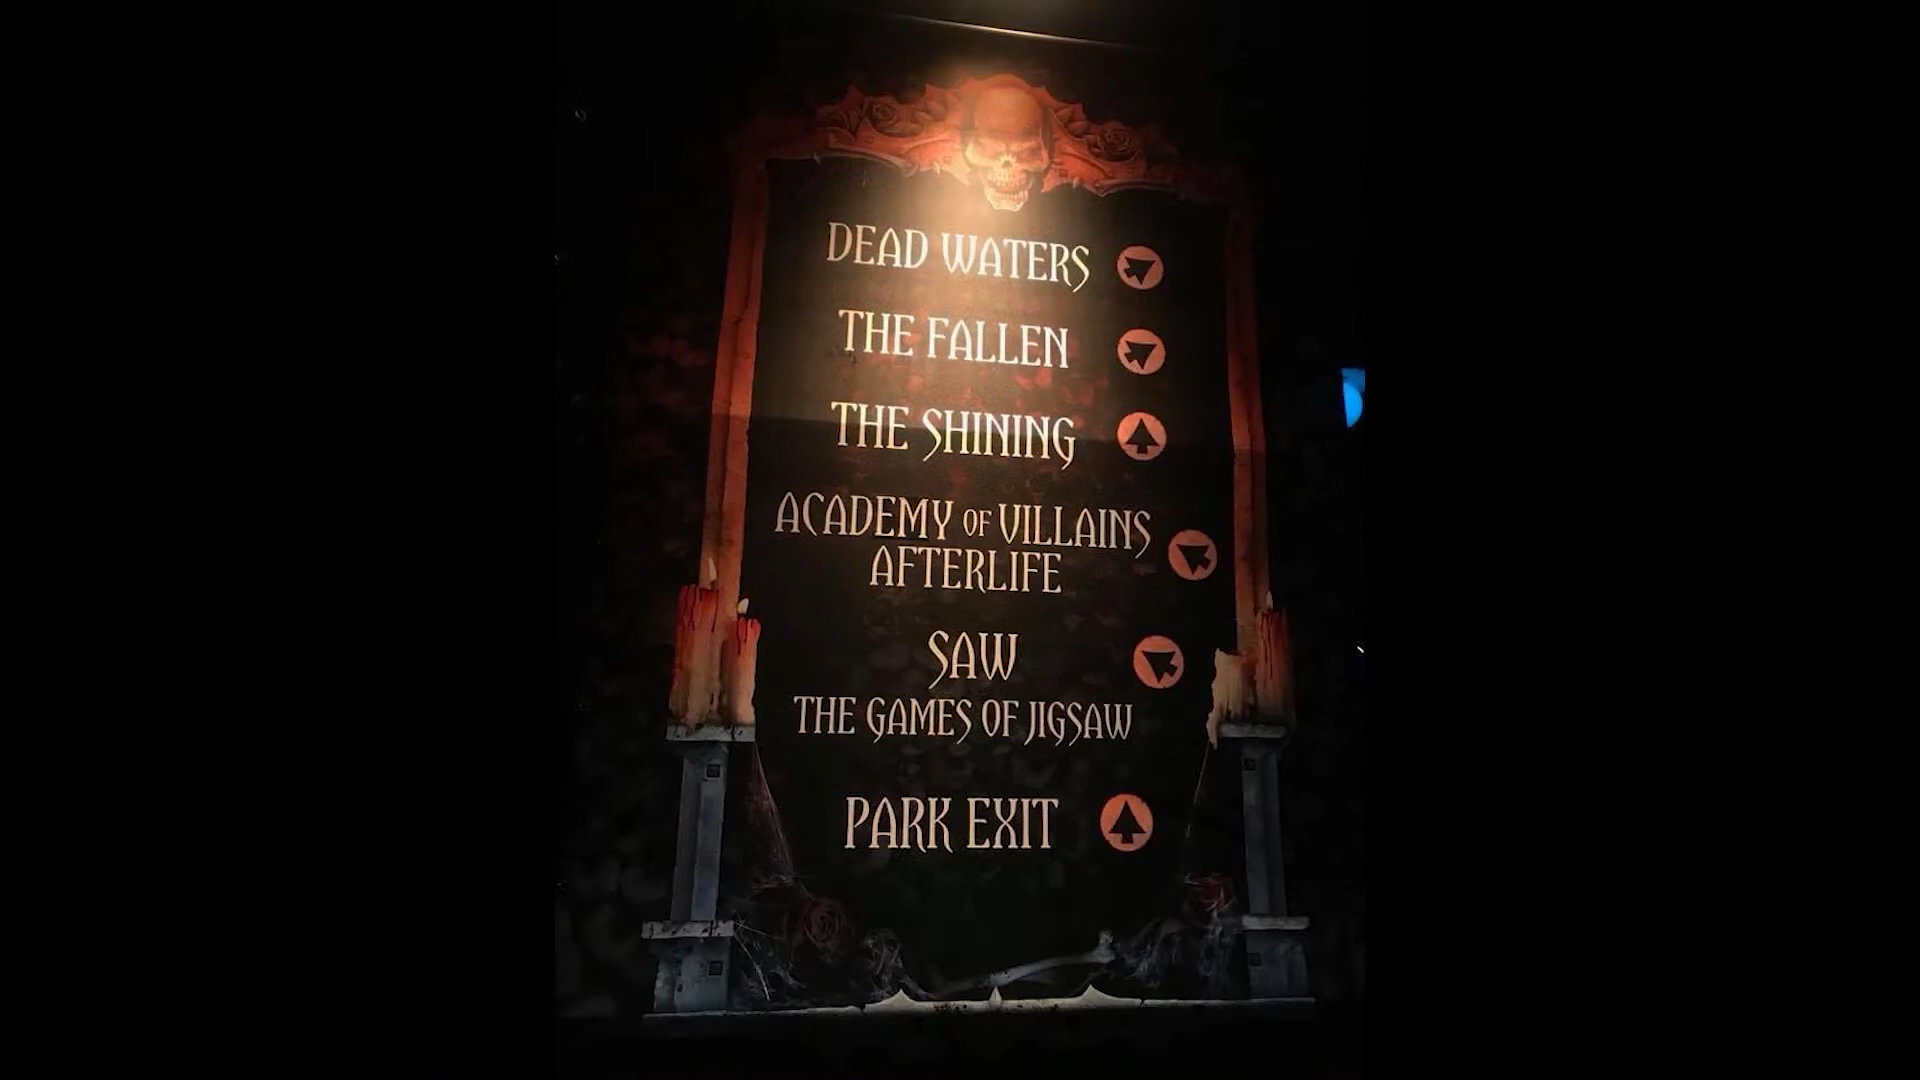 DEAD WATERS
THE FALLEN
THE SHINING
ACADEMY OF VILLAINS
AFTERLIFE
SAW
THE GAMES OF JIGSAW
PARK EXIT